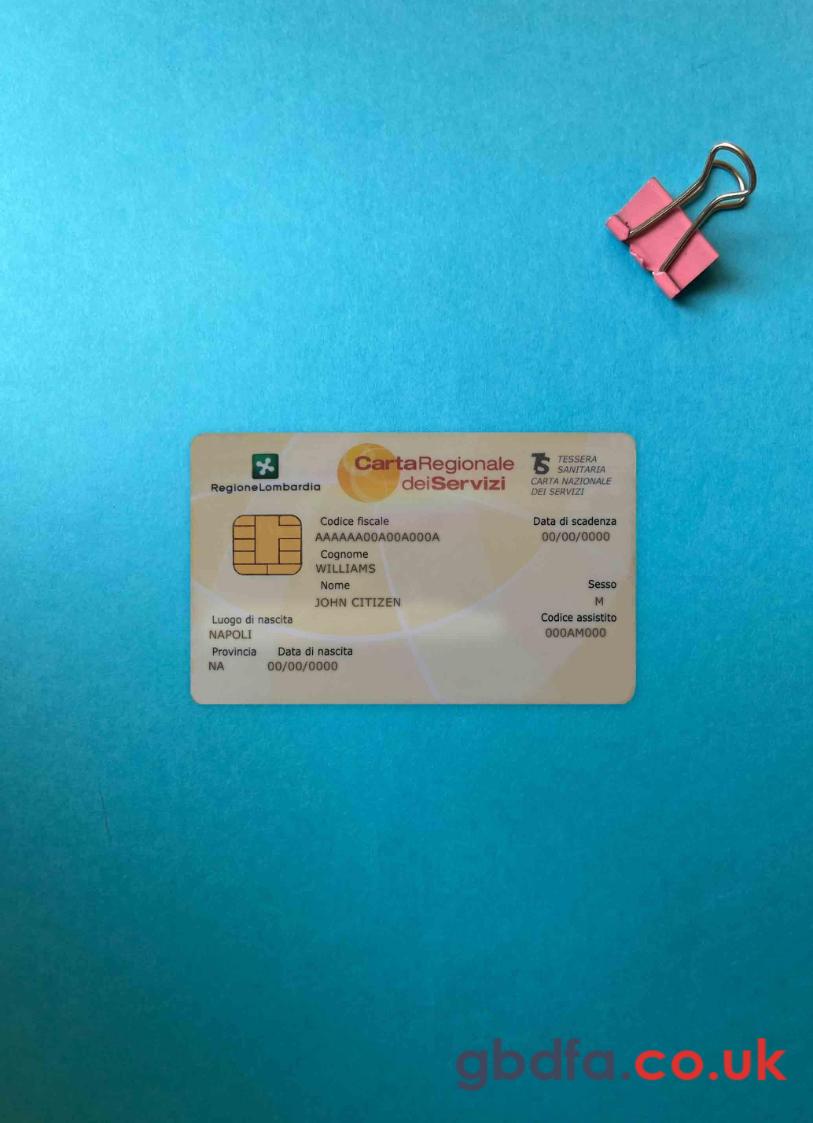 RegioneLombardia
CartaRegionale
deiServizi
TS TESSERA
SANITARIA
CARTA NAZIONALE
DEI SERVIZI
Codice fiscale
AAAAAA00A00A000A
Data di scadenza
00/00/0000
Cognome
WILLIAMS
Nome
JOHN CITIZEN
Sesso
M
Luogo di nascita
NAPOLI
Codice assistito
000AM000
Provincia Data di nascita
NA 00/00/0000
gbdfa.co.uk